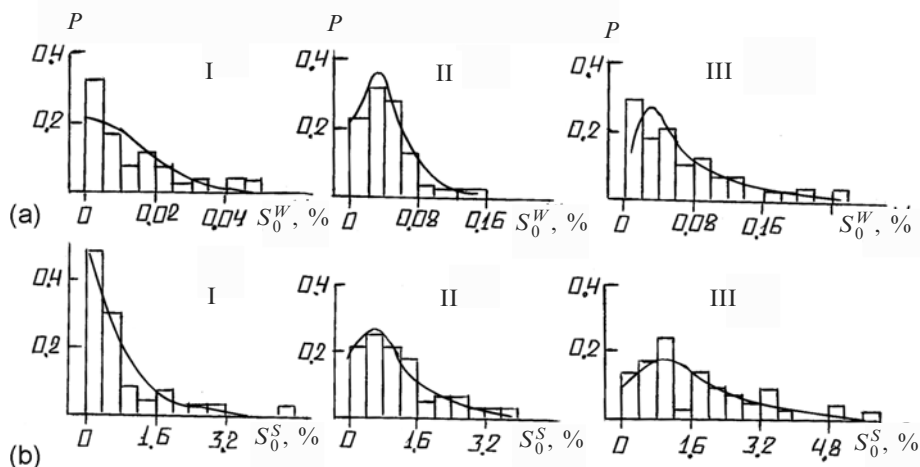 P I P II P III
0,4 0,4 0,4
0,2 0,2 0,2
(a) 0 0,02 0,04 S_0^W, % 0 0,08 0,16 S_0^W, % 0 0,08 0,16 S_0^W, %
P I II III
0,4 0,4 0,4
0,2 0,2 0,2
(b) 0 1,6 3,2 S_0^S, % 0 1,6 3,2 S_0^S, % 0 1,6 3,2 4,8 S_0^S, %